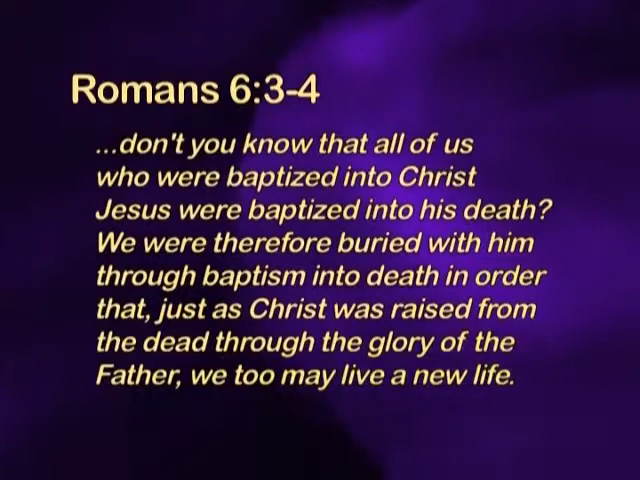 Romans 6:3-4
...don't you know that all of us
who were baptized into Christ
Jesus were baptized into his death?
We were therefore buried with him
through baptism into death in order
that, just as Christ was raised from
the dead through the glory of the
Father, we too may live a new life.